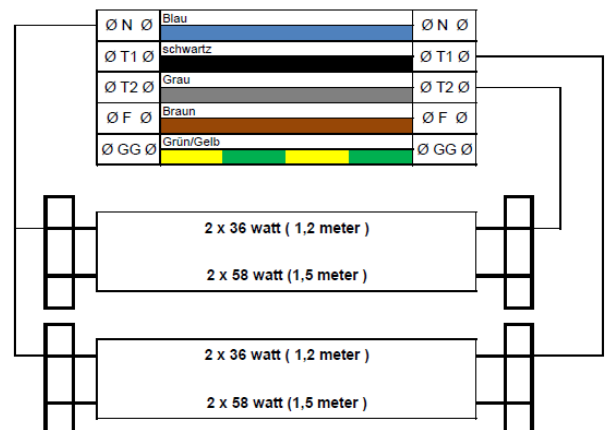 Ø N Ø Blau Ø N Ø
Ø T1 Ø schwartz Ø T1 Ø
Ø T2 Ø Grau Ø T2 Ø
Ø F Ø Braun Ø F Ø
Ø GG Ø Grün/Gelb Ø GG Ø
2 x 36 watt ( 1,2 meter )
2 x 58 watt (1,5 meter )
2 x 36 watt ( 1,2 meter )
2 x 58 watt (1,5 meter )